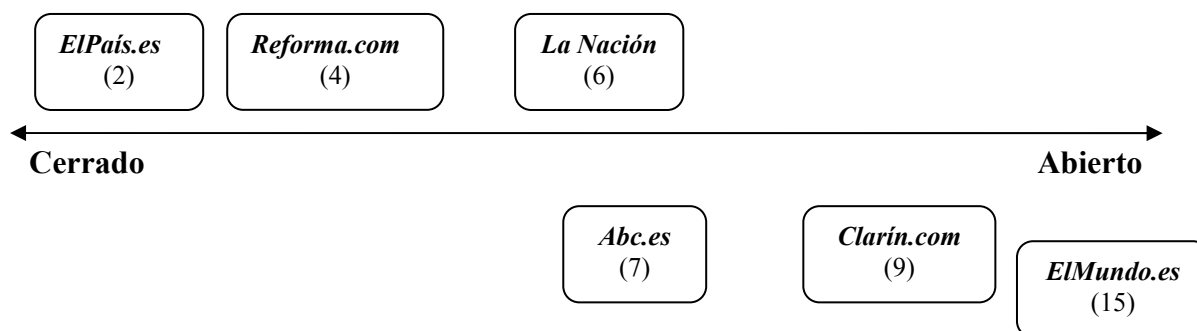 ElPaís.es
(2)
Reforma.com
(4)
La Nación
(6)
Cerrado
Abierto
Abc.es
(7)
Clarín.com
(9)
ElMundo.es
(15)